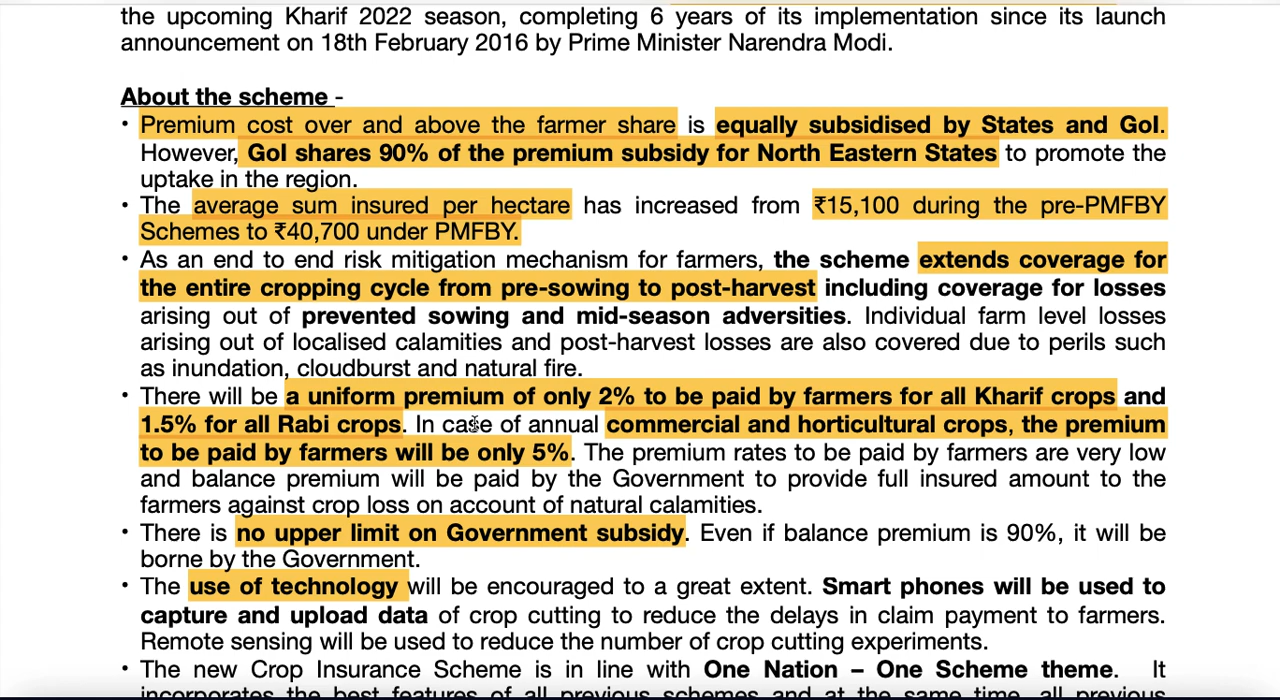 the upcoming Kharif 2022 season, completing 6 years of its implementation since its launch
announcement on 18th February 2016 by Prime Minister Narendra Modi.
About the scheme -
• Premium cost over and above the farmer share is equally subsidised by States and GoI.
However, GoI shares 90% of the premium subsidy for North Eastern States to promote the
uptake in the region.
• The average sum insured per hectare has increased from ₹15,100 during the pre-PMFBY
Schemes to ₹40,700 under PMFBY.
• As an end to end risk mitigation mechanism for farmers, the scheme extends coverage for
the entire cropping cycle from pre-sowing to post-harvest including coverage for losses
arising out of prevented sowing and mid-season adversities. Individual farm level losses
arising out of localised calamities and post-harvest losses are also covered due to perils such
as inundation, cloudburst and natural fire.
• There will be a uniform premium of only 2% to be paid by farmers for all Kharif crops and
1.5% for all Rabi crops. In case of annual commercial and horticultural crops, the premium
to be paid by farmers will be only 5%. The premium rates to be paid by farmers are very low
and balance premium will be paid by the Government to provide full insured amount to the
farmers against crop loss on account of natural calamities.
• There is no upper limit on Government subsidy. Even if balance premium is 90%, it will be
borne by the Government.
• The use of technology will be encouraged to a great extent. Smart phones will be used to
capture and upload data of crop cutting to reduce the delays in claim payment to farmers.
Remote sensing will be used to reduce the number of crop cutting experiments.
• The new Crop Insurance Scheme is in line with One Nation – One Scheme theme. It
incorporates the best features of all previous schemes and at the same time, all previous